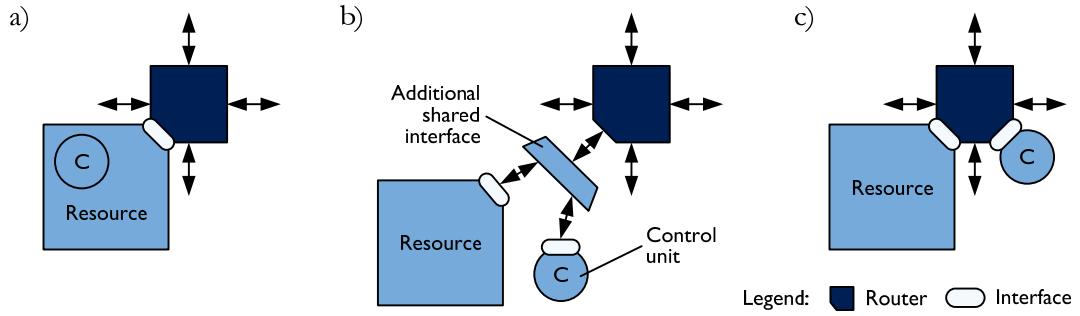 a)
C
Resource
b)
Additional
shared
interface
Resource
C
Control
unit
c)
Resource
C
Legend: Router Interface